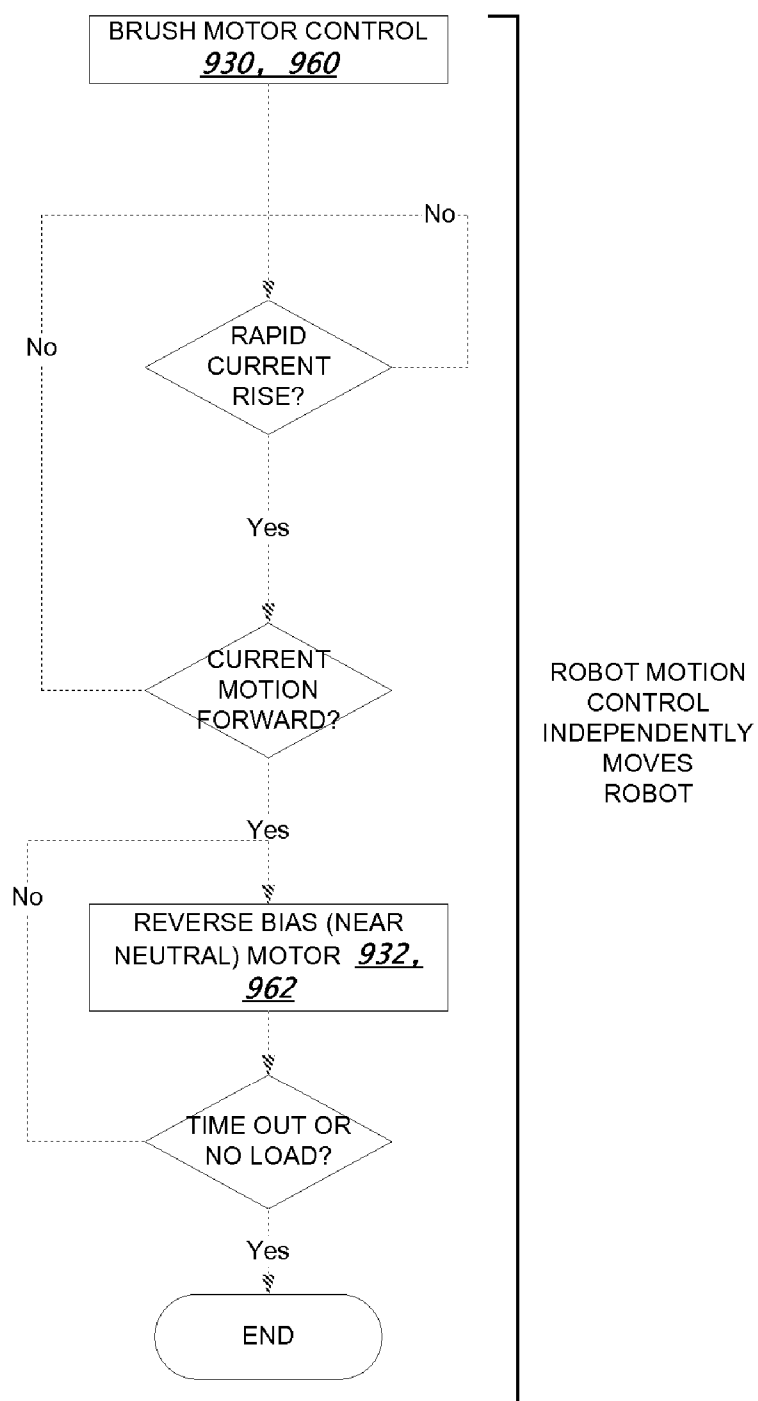 BRUSH MOTOR CONTROL
930, 960
No
No
RAPID
CURRENT
RISE?
Yes
CURRENT
MOTION
FORWARD?
ROBOT MOTION
CONTROL
INDEPENDENTLY
MOVES
ROBOT
Yes
No
REVERSE BIAS (NEAR
NEUTRAL) MOTOR 932,
962
TIME OUT OR
NO LOAD?
Yes
END